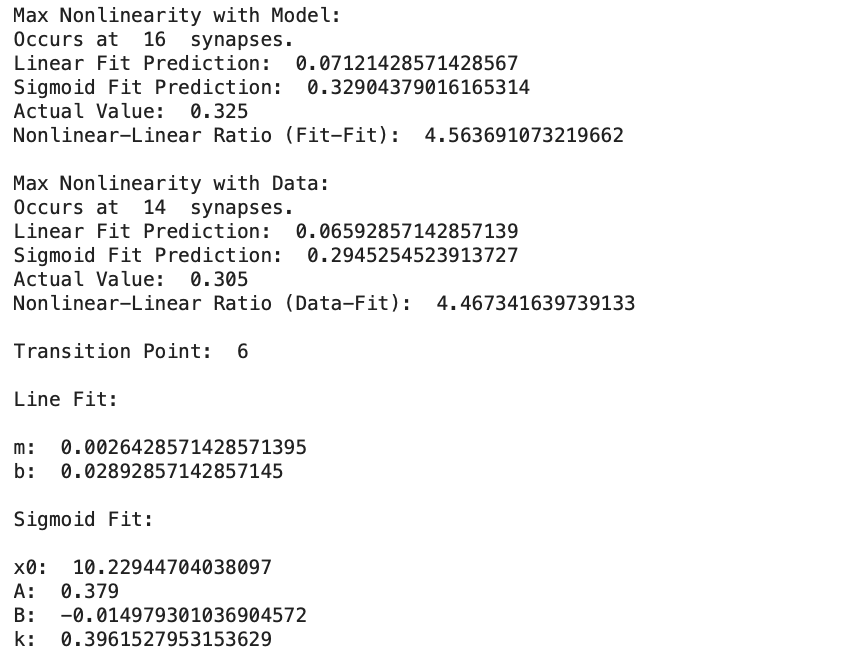 Max Nonlinearity with Model:
Occurs at  16  synapses.
Linear Fit Prediction:  0.07121428571428567
Sigmoid Fit Prediction:  0.32904379016165314
Actual Value:  0.325
Nonlinear-Linear Ratio (Fit-Fit):  4.563691073219662
Max Nonlinearity with Data:
Occurs at  14  synapses.
Linear Fit Prediction:  0.06592857142857139
Sigmoid Fit Prediction:  0.2945254523913727
Actual Value:  0.305
Nonlinear-Linear Ratio (Data-Fit):  4.467341639739133
Transition Point:  6
Line Fit:
m:  0.0026428571428571395
b:  0.02892857142857145
Sigmoid Fit:
x0:  10.22944704038097
A:  0.379
B:  -0.014979301036904572
k:  0.3961527953153629